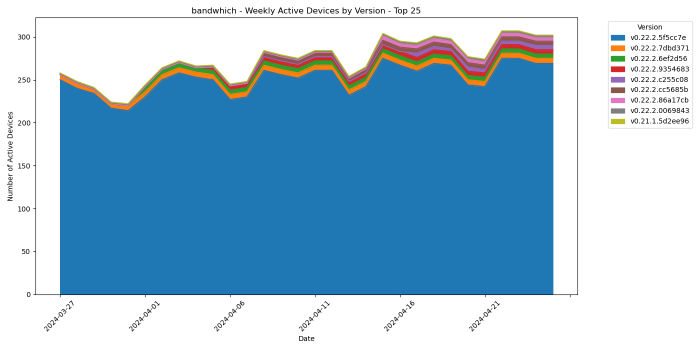 bandwhich - Weekly Active Devices by Version - Top 25
Number of Active Devices
300
250
200
150
100
50
0
2024-03-27
2024-04-01
2024-04-06
2024-04-11
2024-04-16
2024-04-21
Date
Version
v0.22.2.5f5cc7e
v0.22.2.7dbd371
v0.22.2.6ef2d56
v0.22.2.9354683
v0.22.2.c255c08
v0.22.2.cc5685b
v0.22.2.86a17cb
v0.22.2.0069843
v0.21.1.5d2ee96